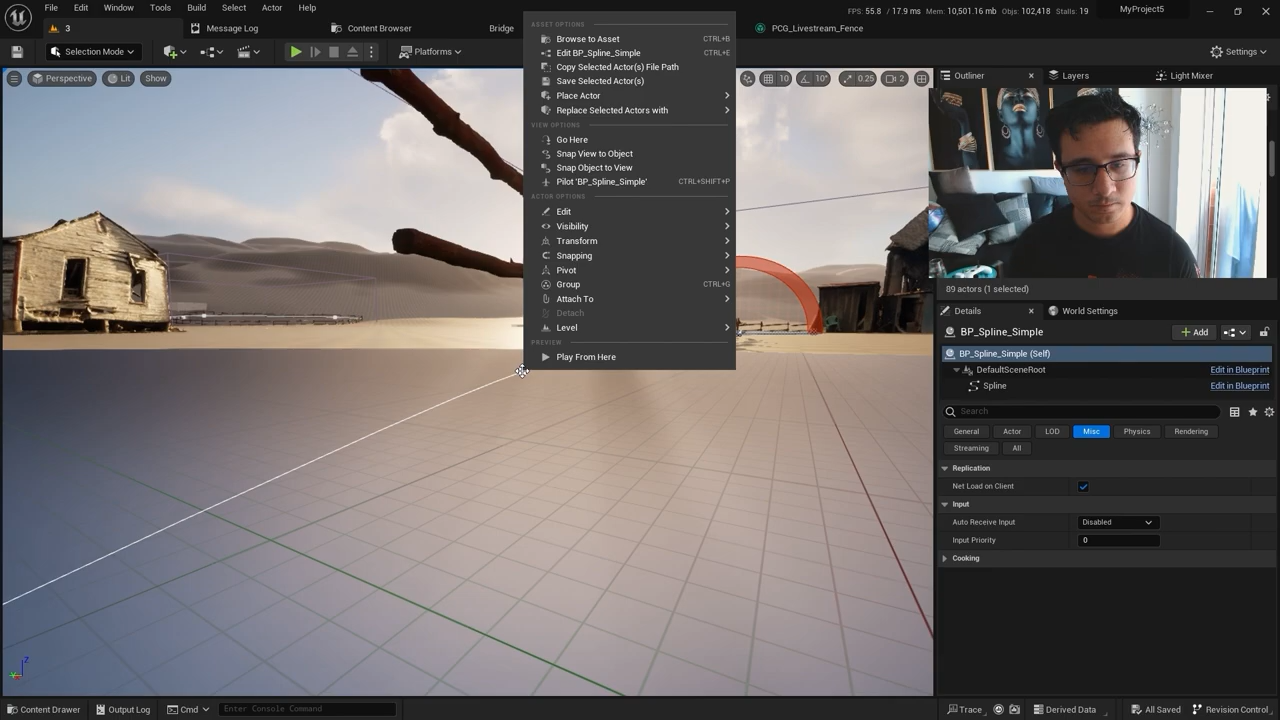 File Edit Window Tools Build Select Actor Help
FPS: 55.8 / 17.9 ms Mem: 10,501.16 mb Objs: 102,418 Stalls: 19
MyProject5
3
Message Log
Content Browser
Bridge
PCG_Livestream_Fence
Selection Mode
Platforms
Settings
Perspective
Lit
Show
10
10°
0.25
2
ASSET OPTIONS
Browse to Asset CTRL+B
Edit BP_Spline_Simple CTRL+E
Copy Selected Actor(s) File Path
Save Selected Actor(s)
Place Actor
Replace Selected Actors with
VIEW OPTIONS
Go Here
Snap View to Object
Snap Object to View
Pilot 'BP_Spline_Simple' CTRL+SHIFT+P
ACTOR OPTIONS
Edit
Visibility
Transform
Snapping
Pivot
Group CTRL+G
Attach To
Detach
Level
PREVIEW
Play From Here
Z
Outliner
Layers
Light Mixer
89 actors (1 selected)
Details
World Settings
BP_Spline_Simple
Add
BP_Spline_Simple (Self)
DefaultSceneRoot Edit in Blueprint
Spline Edit in Blueprint
Search
General Actor LOD Misc Physics Rendering
Streaming All
Replication
Net Load on Client
Input
Auto Receive Input Disabled
Input Priority 0
Cooking
Content Drawer
Output Log
Cmd
Enter Console Command
Trace
Derived Data
All Saved
Revision Control